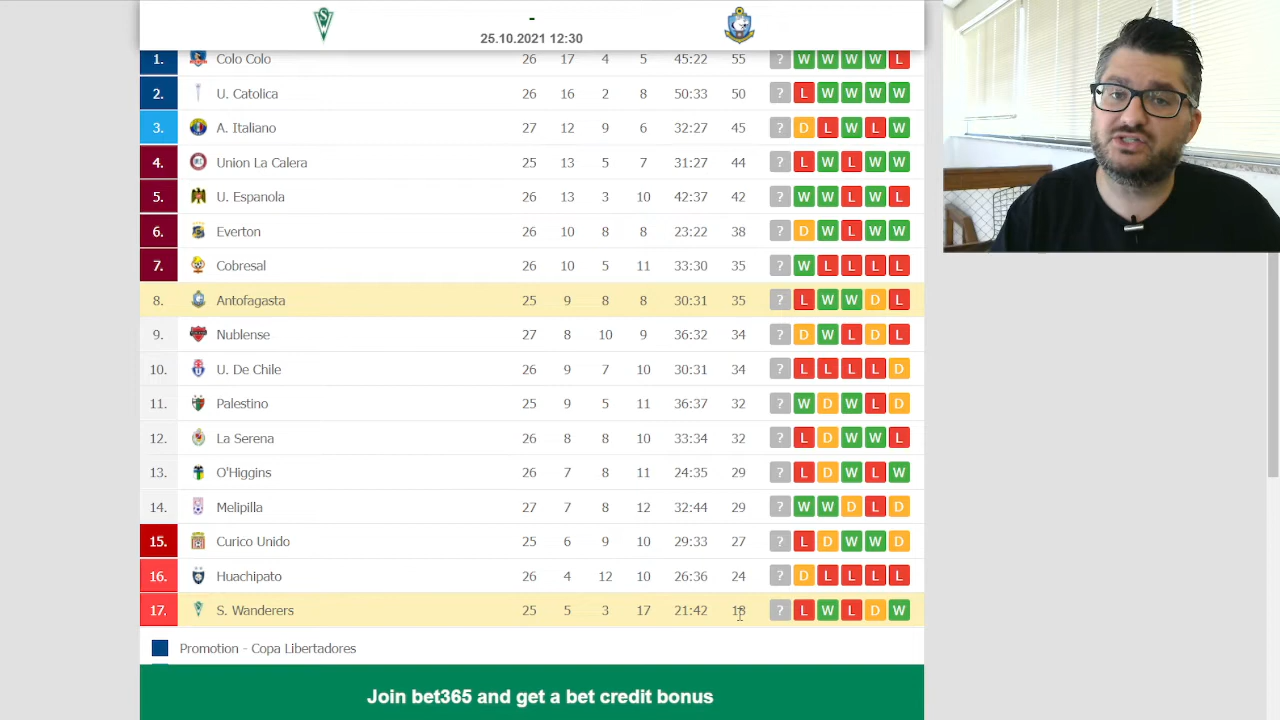 -
25.10.2021 12:30
1. Colo Colo 26 17 4 5 45:22 55 ? W W W W L
2. U. Catolica 26 16 2 8 50:33 50 ? L W W W W
3. A. Italiano 27 12 9 6 32:27 45 ? D L W L W
4. Union La Calera 25 13 5 7 31:27 44 ? L W L W W
5. U. Espanola 26 13 3 10 42:37 42 ? W W L W L
6. Everton 26 10 8 8 23:22 38 ? D W L W W
7. Cobresal 26 10 5 11 33:30 35 ? W L L L L
8. Antofagasta 25 9 8 8 30:31 35 ? L W W D L
9. Nublense 27 8 10 9 36:32 34 ? D W L D L
10. U. De Chile 26 9 7 10 30:31 34 ? L L L L D
11. Palestino 25 9 5 11 36:37 32 ? W D W L D
12. La Serena 26 8 8 10 33:34 32 ? L D W W L
13. O'Higgins 26 7 8 11 24:35 29 ? L D W L W
14. Melipilla 27 7 8 12 32:44 29 ? W W D L D
15. Curico Unido 25 6 9 10 29:33 27 ? L D W W D
16. Huachipato 26 4 12 10 26:36 24 ? D L L L L
17. S. Wanderers 25 5 3 17 21:42 18 ? L W L D W
Promotion - Copa Libertadores
Join bet365 and get a bet credit bonus